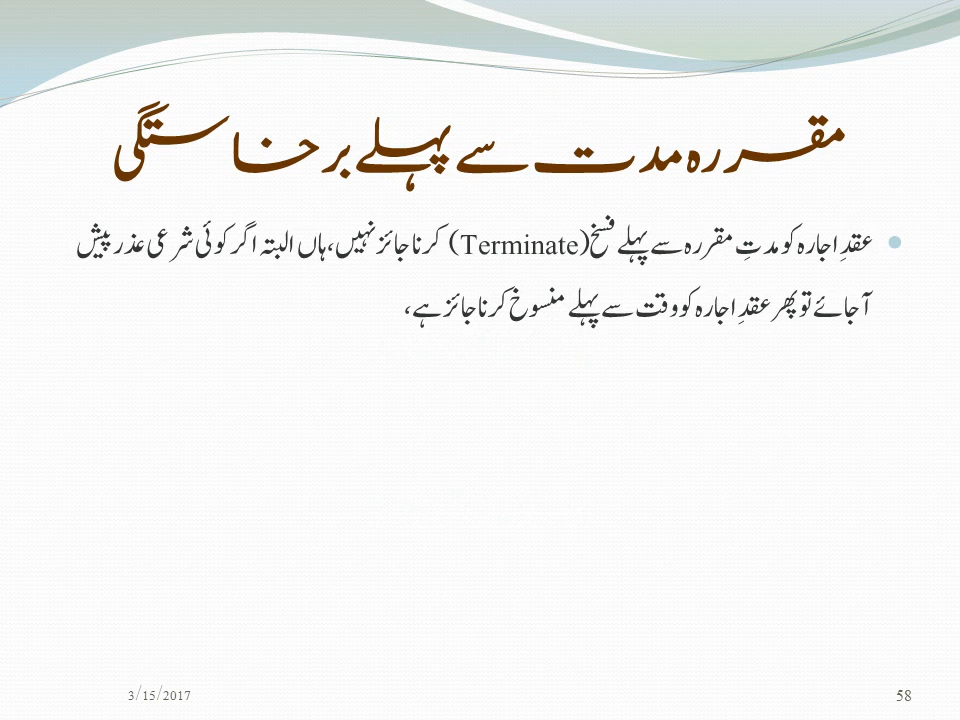 مقررہ مدت سے پہلے برخاستگی
عقدِ اجارہ کو مدتِ مقررہ سے پہلے فسخ(Terminate) کرنا جائز نہیں، ہاں البتہ اگر کوئی شرعی عذر پیش
آجائے تو پھر عقدِ اجارہ کو وقت سے پہلے منسوخ کرنا جائز ہے،
3/15/2017
58